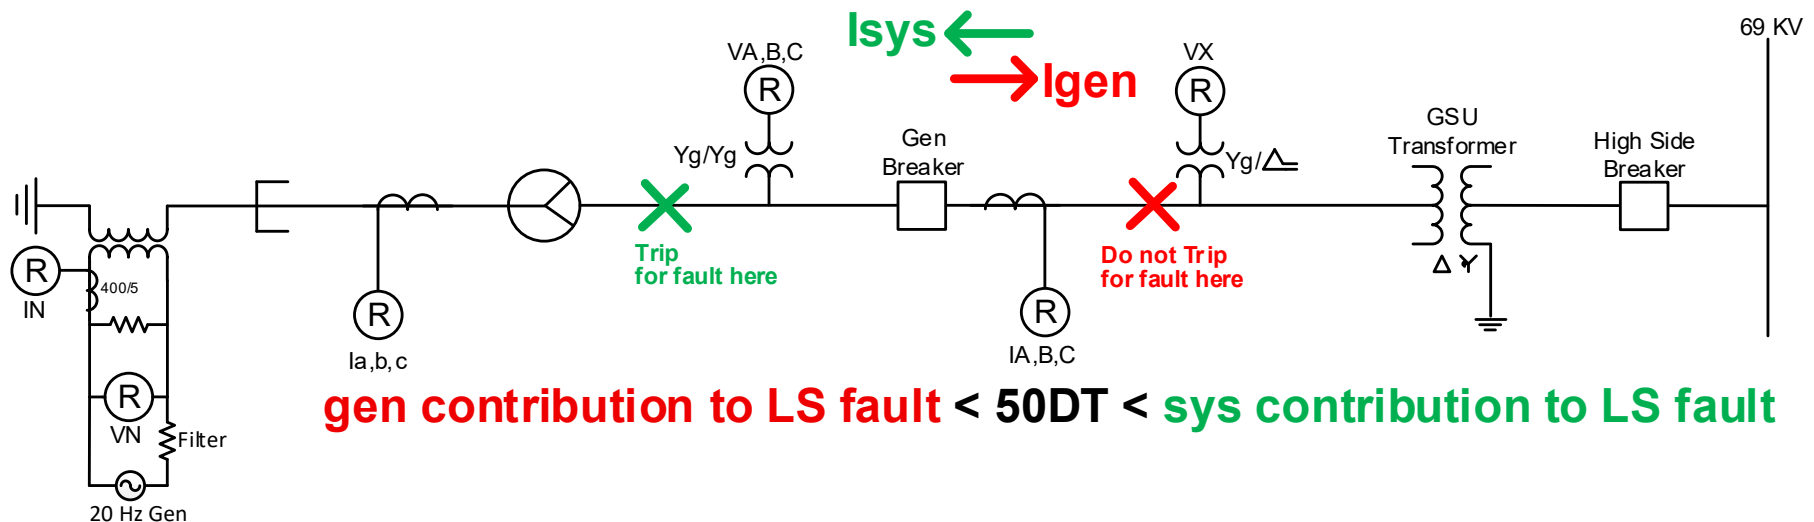 Isys
Igen
69 KV
VA,B,C
R
VX
R
Yg/Yg
Gen
Breaker
Yg/
GSU
Transformer
High Side
Breaker
Trip
for fault here
Do not Trip
for fault here
Δ Y
R
IN
400/5
R
Ia,b,c
R
IA,B,C
gen contribution to LS fault < 50DT < sys contribution to LS fault
R
VN
Filter
20 Hz Gen